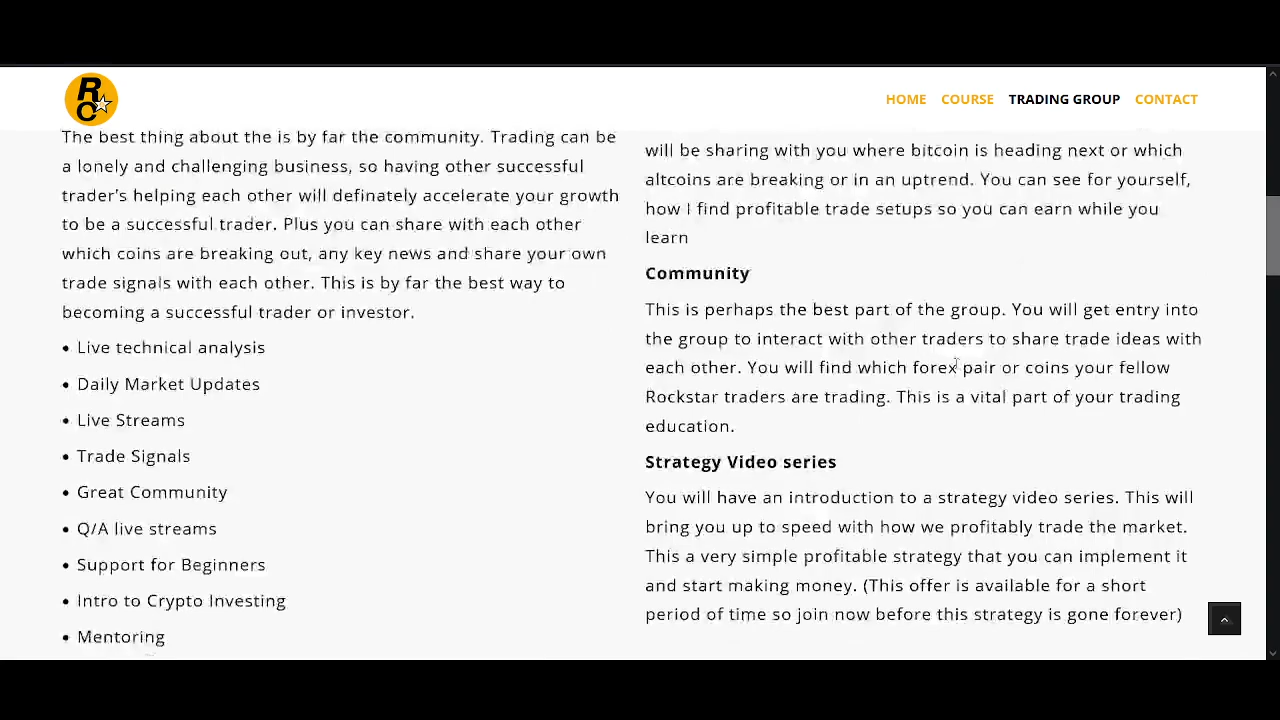 RC
HOME COURSE TRADING GROUP CONTACT
The best thing about the is by far the community. Trading can be
a lonely and challenging business, so having other successful
trader's helping each other will definately accelerate your growth
to be a successful trader. Plus you can share with each other
which coins are breaking out, any key news and share your own
trade signals with each other. This is by far the best way to
becoming a successful trader or investor.
• Live technical analysis
• Daily Market Updates
• Live Streams
• Trade Signals
• Great Community
• Q/A live streams
• Support for Beginners
• Intro to Crypto Investing
• Mentoring
will be sharing with you where bitcoin is heading next or which
altcoins are breaking or in an uptrend. You can see for yourself,
how I find profitable trade setups so you can earn while you
learn
Community
This is perhaps the best part of the group. You will get entry into
the group to interact with other traders to share trade ideas with
each other. You will find which forex pair or coins your fellow
Rockstar traders are trading. This is a vital part of your trading
education.
Strategy Video series
You will have an introduction to a strategy video series. This will
bring you up to speed with how we profitably trade the market.
This a very simple profitable strategy that you can implement it
and start making money. (This offer is available for a short
period of time so join now before this strategy is gone forever)